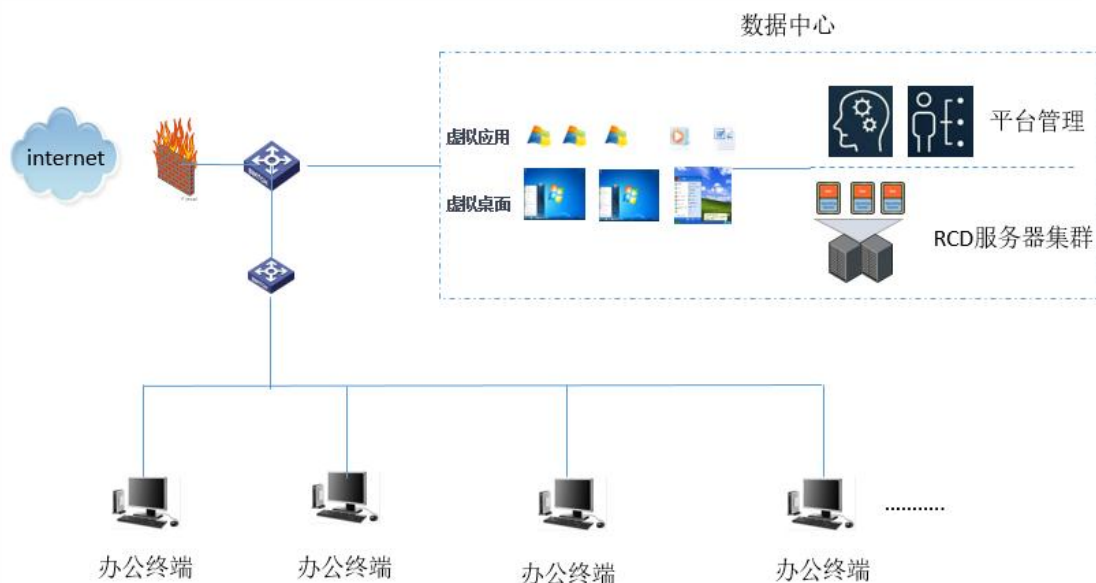 数据中心
internet
虚拟应用
平台管理
SWITCH
虚拟桌面
RCD服务器集群
SWITCH
办公终端
办公终端
办公终端
办公终端
...........